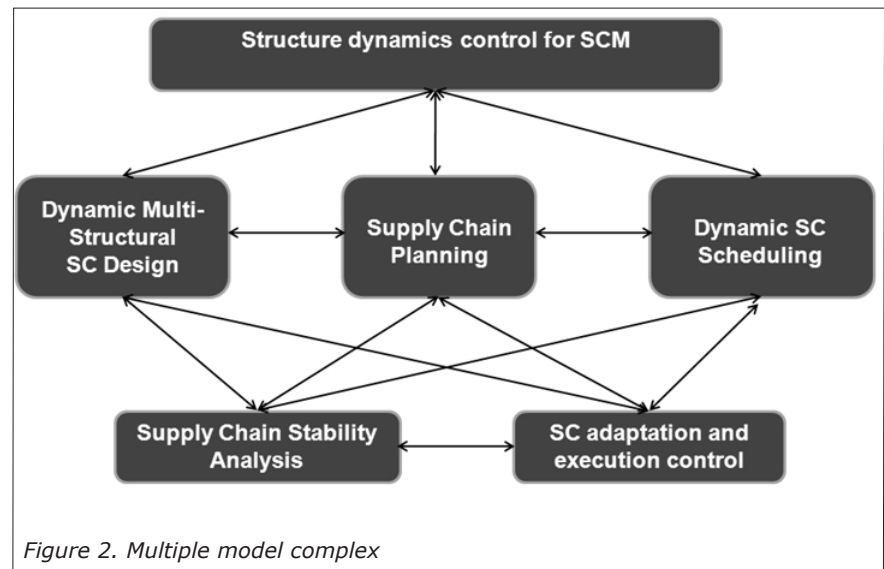 Structure dynamics control for SCM
Dynamic Multi-
Structural
SC Design
Supply Chain
Planning
Dynamic SC
Scheduling
Supply Chain Stability
Analysis
SC adaptation and
execution control
Figure 2. Multiple model complex